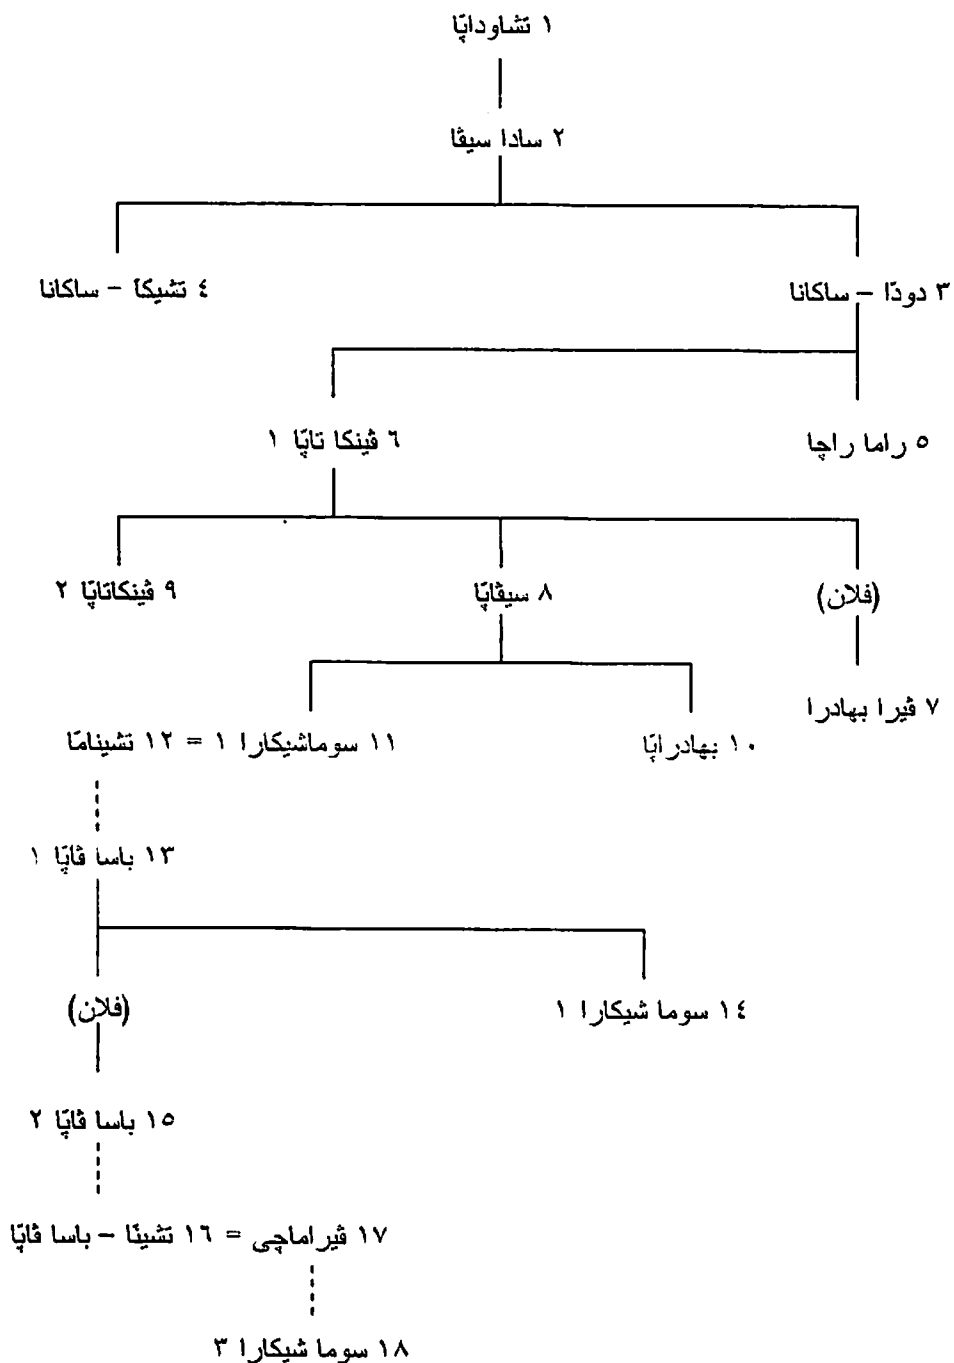 ١ تشاوداپّا
٢ سادا سيڤا
٣ دودّا – ساكانا
٤ تشيكّا – ساكانا
٥ راما راچا
٦ ڤينكا تاپّا ١
(فلان)
٨ سيڤاپّا
٩ ڤينكاتاپّا ٢
٧ ڤيرا بهادرا
١٠ بهادراپّا
١١ سوماشيكارا ١ = ١٢ تشينامّا
١٣ باسا ڤاپّا ١
١٤ سوما شيكارا ١
(فلان)
١٥ باسا ڤاپّا ٢
١٧ ڤيراماچى = ١٦ تشينّا – باسا ڤاپّا
١٨ سوما شيكارا ٣